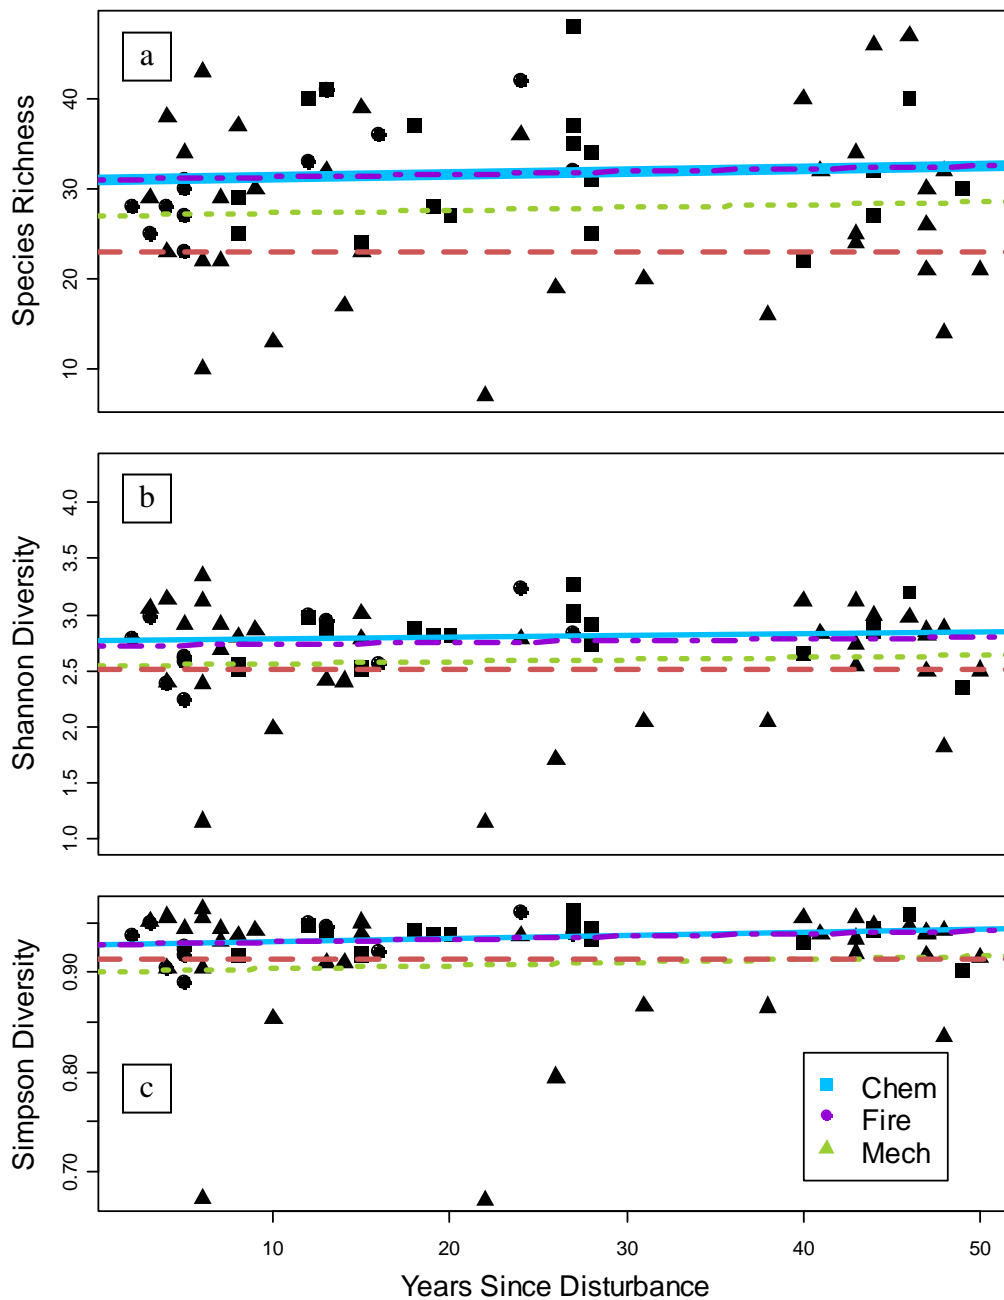 a
Species Richness
40
30
20
10
b
Shannon Diversity
4.0
3.5
3.0
2.5
2.0
1.5
1.0
c
Simpson Diversity
0.90
0.80
0.70
Chem
Fire
Mech
10 20 30 40 50
Years Since Disturbance